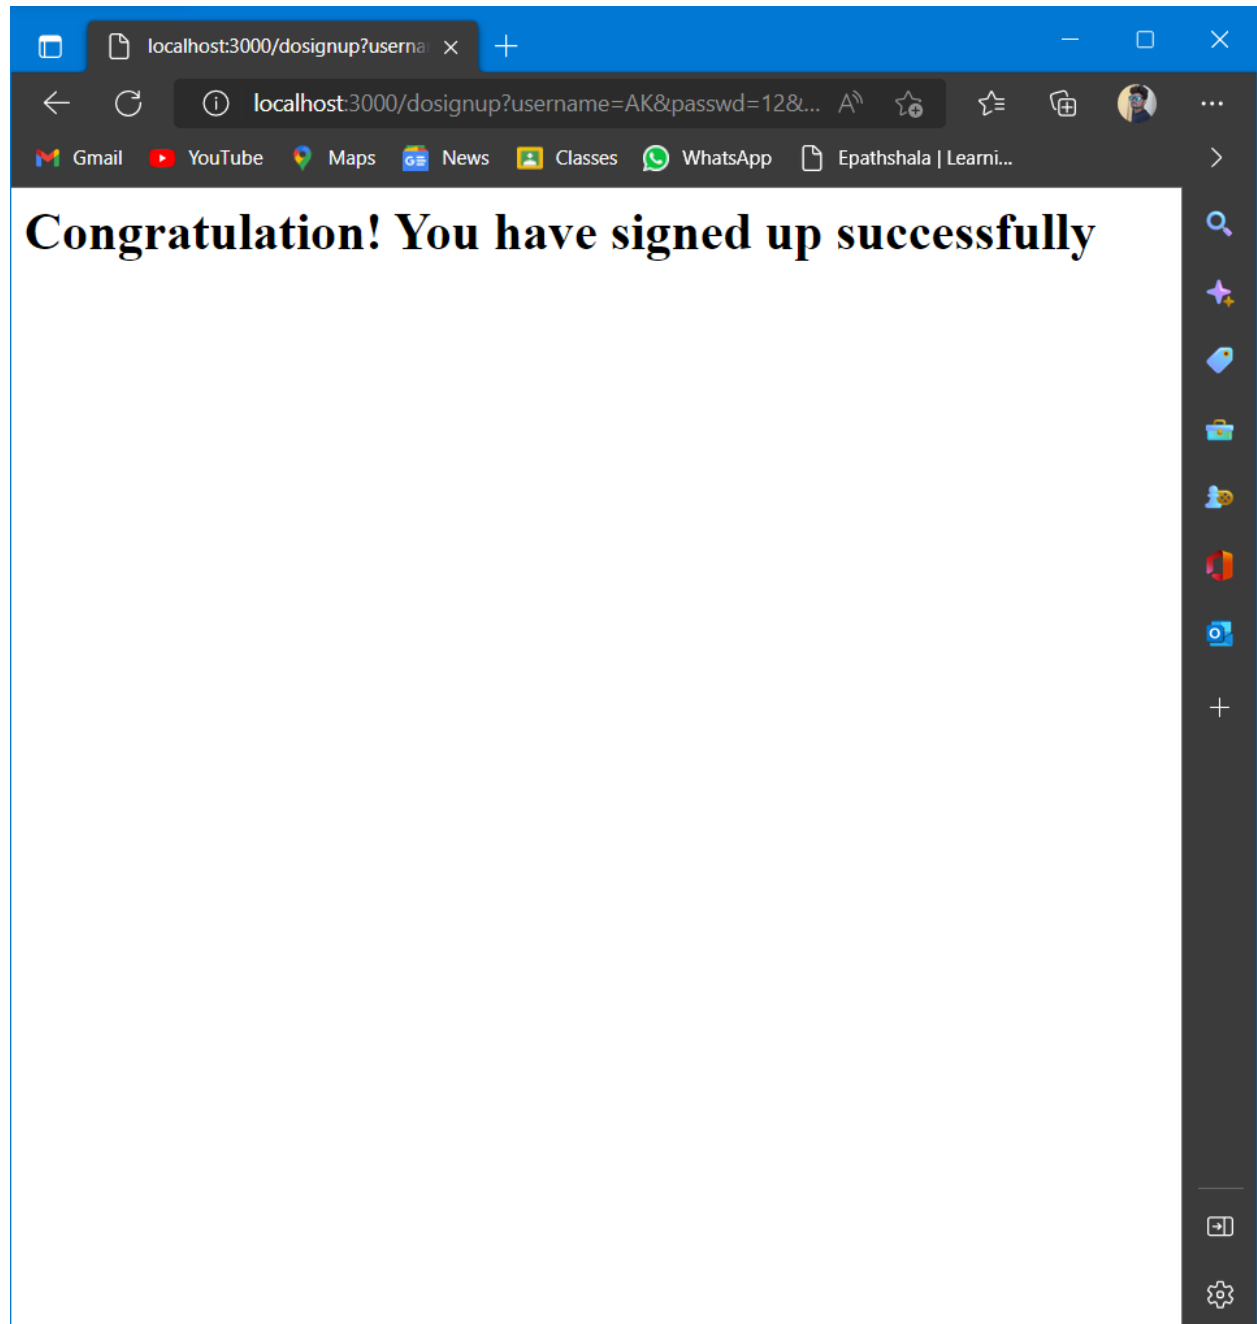 localhost:3000/dosignup?userna
localhost:3000/dosignup?username=AK&passwd=12&...
Gmail YouTube Maps News Classes WhatsApp Epathshala | Learni...
Congratulation! You have signed up successfully